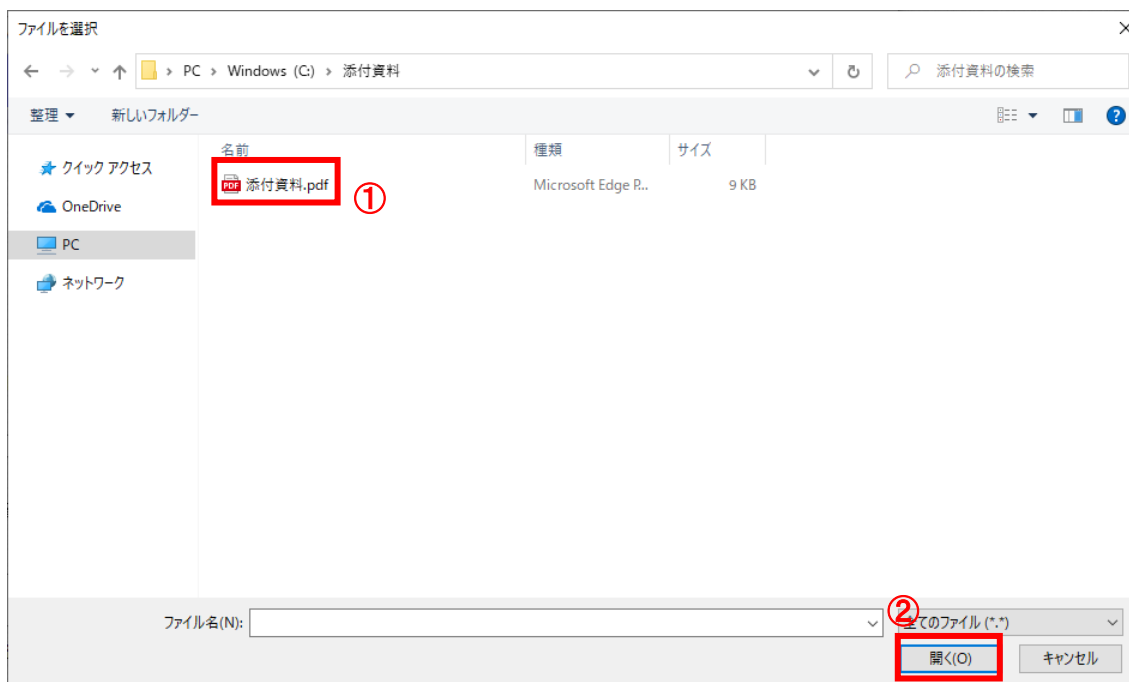 ファイルを選択
PC > Windows (C:) > 添付資料
添付資料の検索
整理 新しいフォルダー
名前 種類 サイズ
クイック アクセス
PDF 添付資料.pdf Microsoft Edge P... 9 KB
①
OneDrive
PC
ネットワーク
ファイル名(N):
②
全てのファイル (*.*)
開く(O) キャンセル